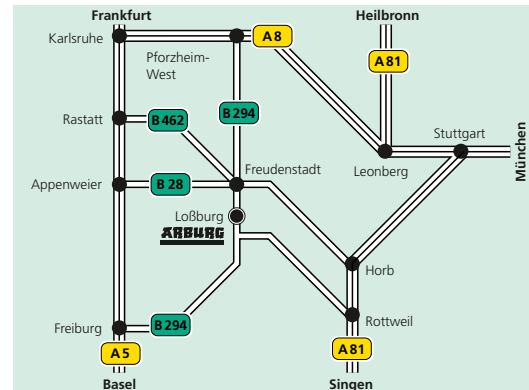 Frankfurt
Heilbronn
Karlsruhe
A 8
Pforzheim-
West
A 81
Rastatt
B 462
B 294
Stuttgart
München
Leonberg
Appenweier
B 28
Freudenstadt
Loßburg
ARBURG
Horb
Freiburg
B 294
Rottweil
A 5
A 81
Basel
Singen